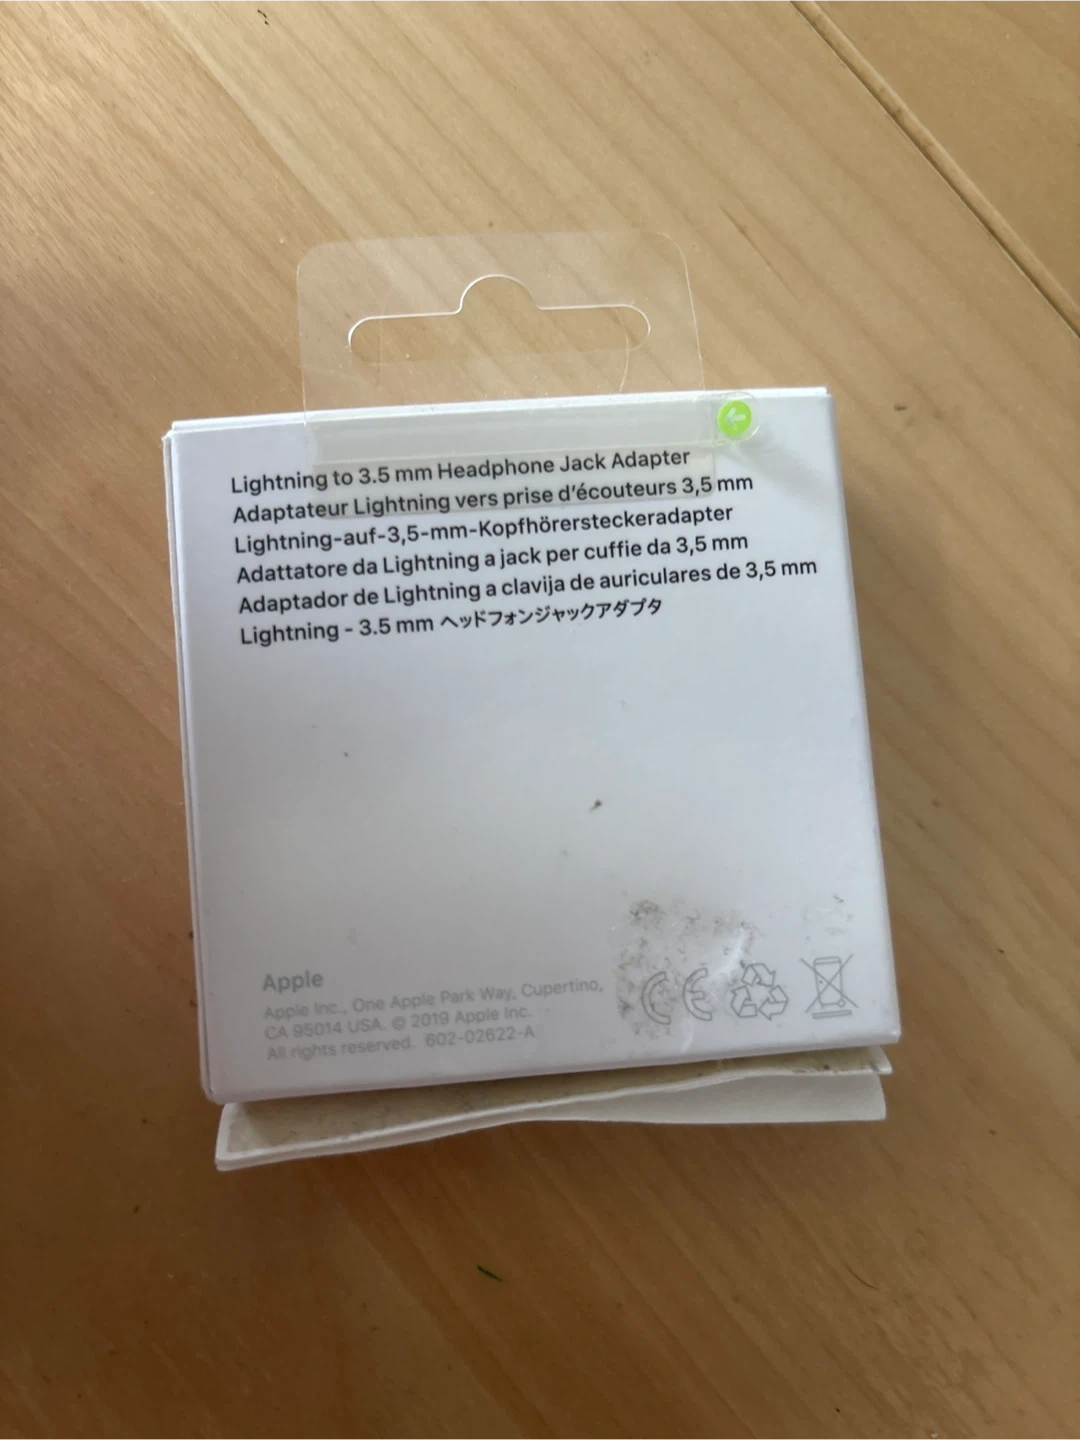 Lightning to 3.5 mm Headphone Jack Adapter
Adaptateur Lightning vers prise d’écouteurs 3,5 mm
Lightning-auf-3,5-mm-Kopfhörersteckeradapter
Adattatore da Lightning a jack per cuffie da 3,5 mm
Adaptador de Lightning a clavija de auriculares de 3,5 mm
Lightning - 3.5 mm ヘッドフォンジャックアダプタ
Apple
Apple Inc., One Apple Park Way, Cupertino,
CA 95014 USA. © 2019 Apple Inc.
All rights reserved. 602-02622-A
CE